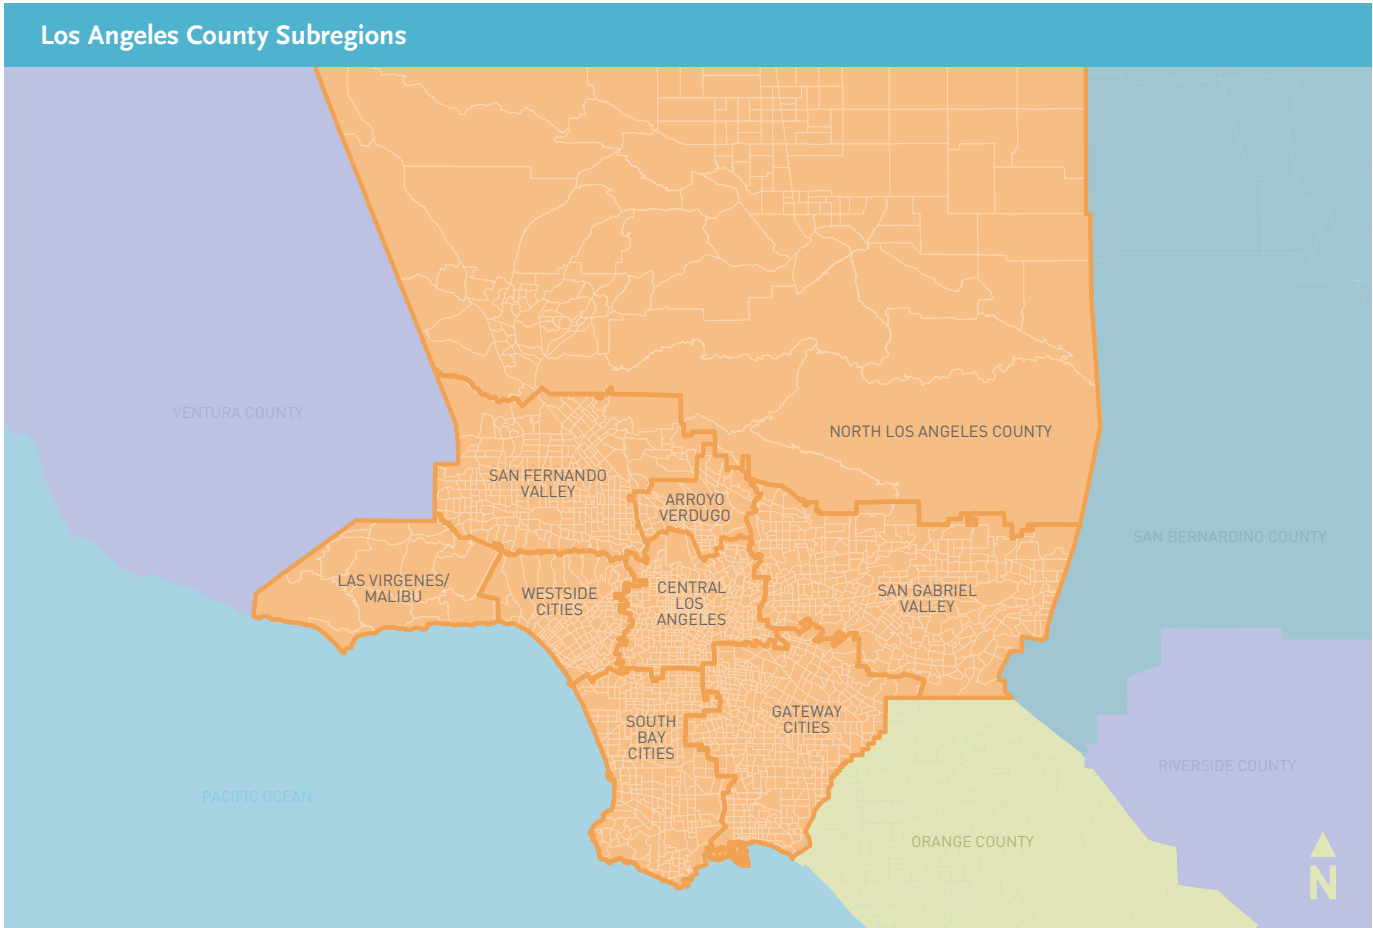 Los Angeles County Subregions
VENTURA COUNTY
NORTH LOS ANGELES COUNTY
SAN FERNANDO
VALLEY
ARROYO
VERDUGO
SAN BERNARDINO COUNTY
LAS VIRGENES/
MALIBU
WESTSIDE
CITIES
CENTRAL
LOS
ANGELES
SAN GABRIEL
VALLEY
SOUTH
BAY
CITIES
GATEWAY
CITIES
RIVERSIDE COUNTY
PACIFIC OCEAN
ORANGE COUNTY
N